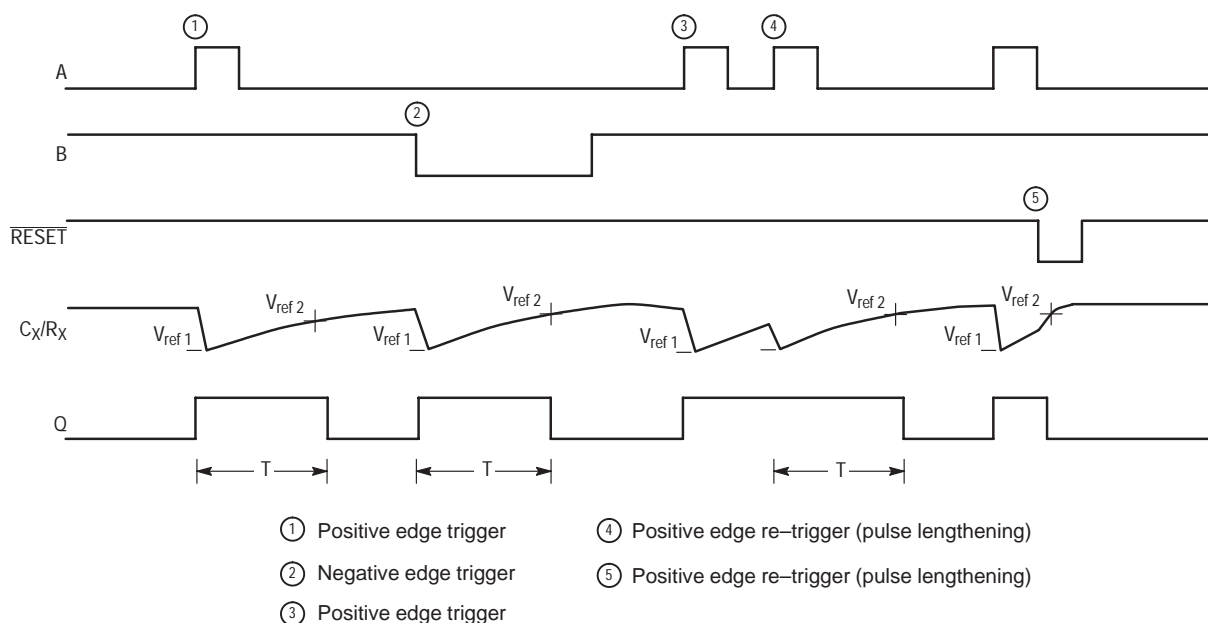 1 3 4
A
2
B
5
RESET
CX/RX Vref 1 Vref 2 Vref 1 Vref 2 Vref 1 Vref 2 Vref 1 Vref 2
Q
T T T
1 Positive edge trigger
2 Negative edge trigger
3 Positive edge trigger
4 Positive edge re–trigger (pulse lengthening)
5 Positive edge re–trigger (pulse lengthening)